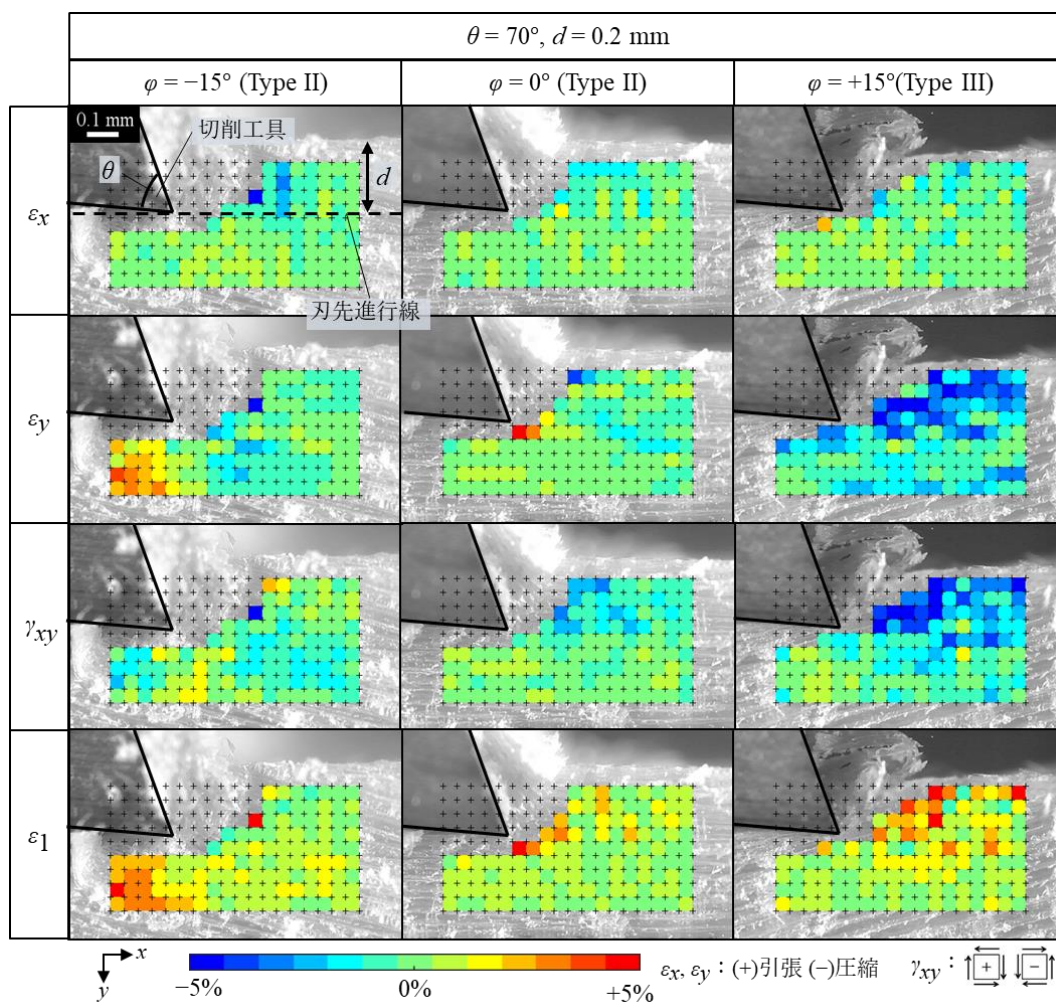 θ = 70°, d = 0.2 mm
φ = −15° (Type II)
φ = 0° (Type II)
φ = +15°(Type III)
0.1 mm
切削工具
θ
d
εx
刃先進行線
εy
γxy
ε1
x
y
−5%
0%
+5%
εx, εy：(+)引張 (−)圧縮
γxy：
+
−